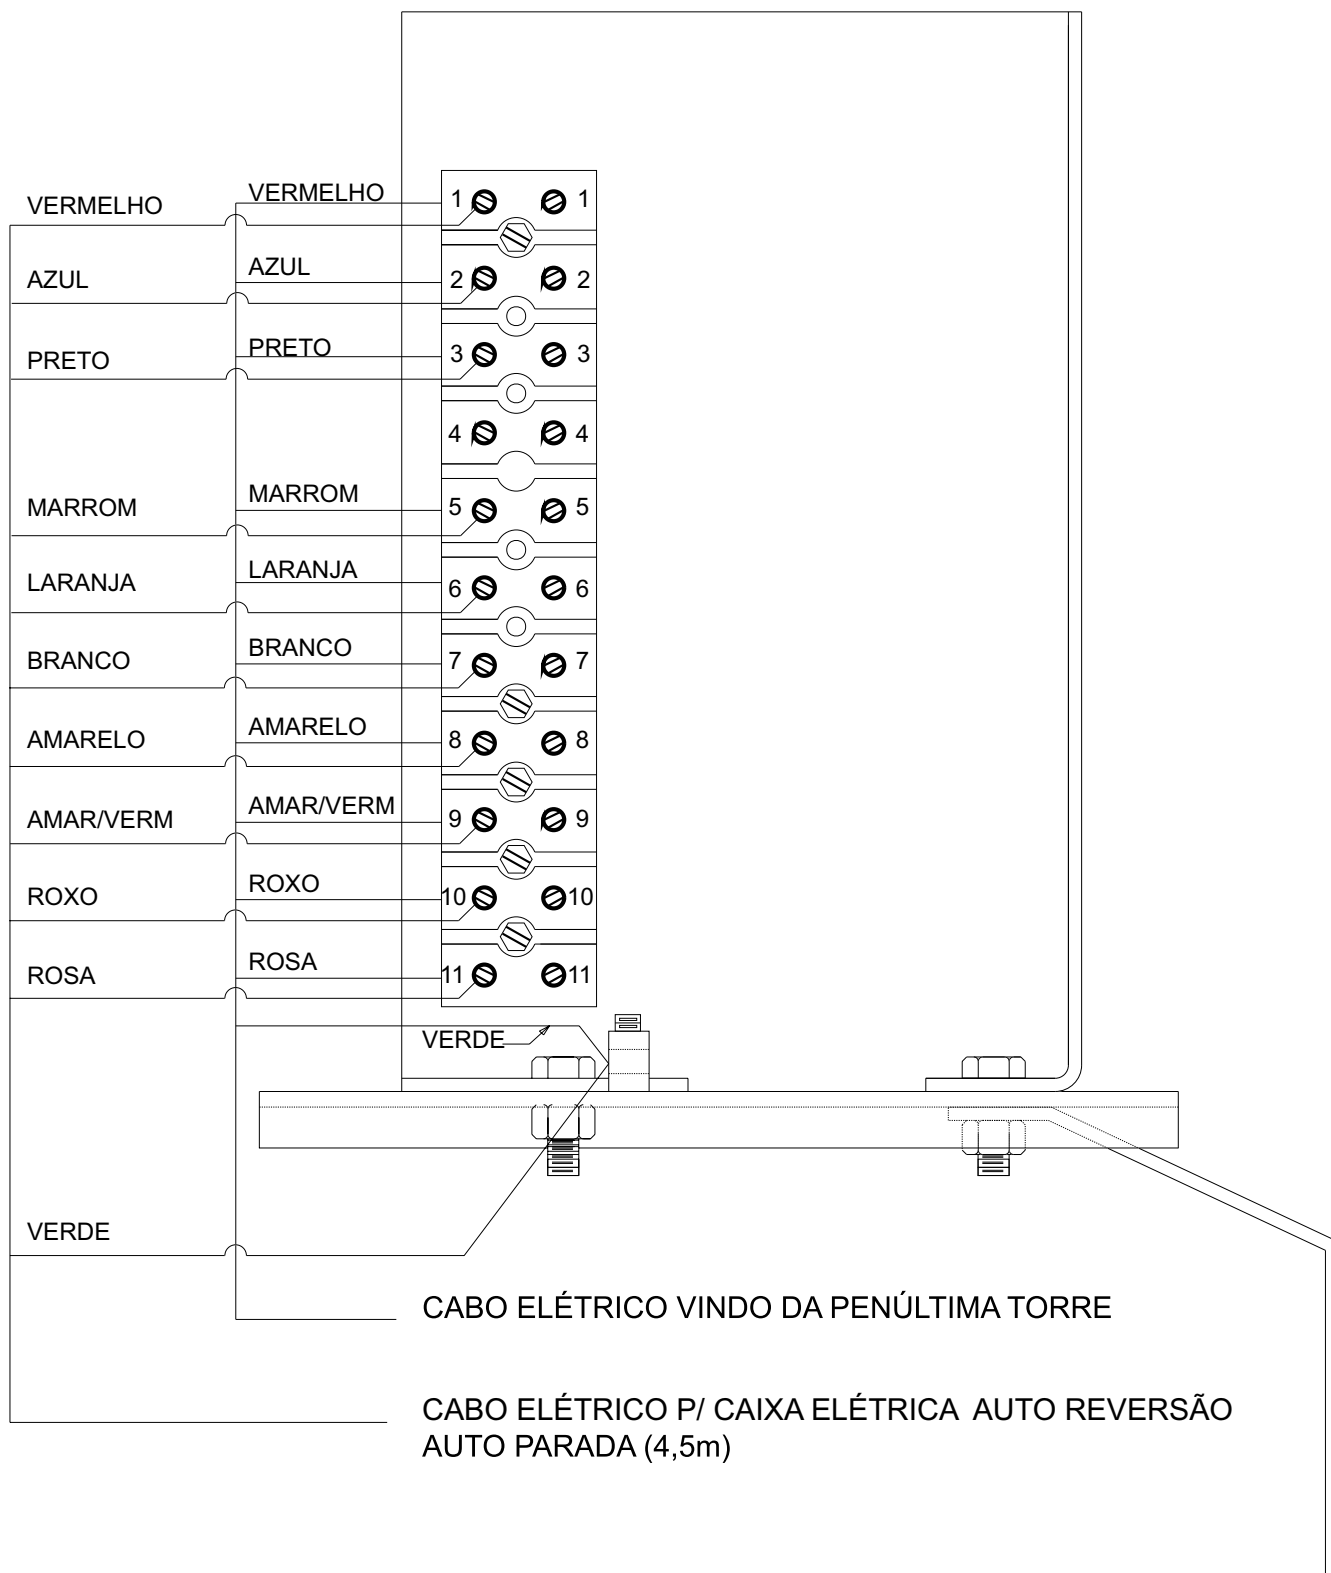 VERMELHO VERMELHO 1 1
AZUL AZUL 2 2
PRETO PRETO 3 3
4 4
MARROM MARROM 5 5
LARANJA LARANJA 6 6
BRANCO BRANCO 7 7
AMARELO AMARELO 8 8
AMAR/VERM AMAR/VERM 9 9
ROXO ROXO 10 10
ROSA ROSA 11 11
VERDE
VERDE
CABO ELÉTRICO VINDO DA PENÚLTIMA TORRE
CABO ELÉTRICO P/ CAIXA ELÉTRICA AUTO REVERSÃO
AUTO PARADA (4,5m)